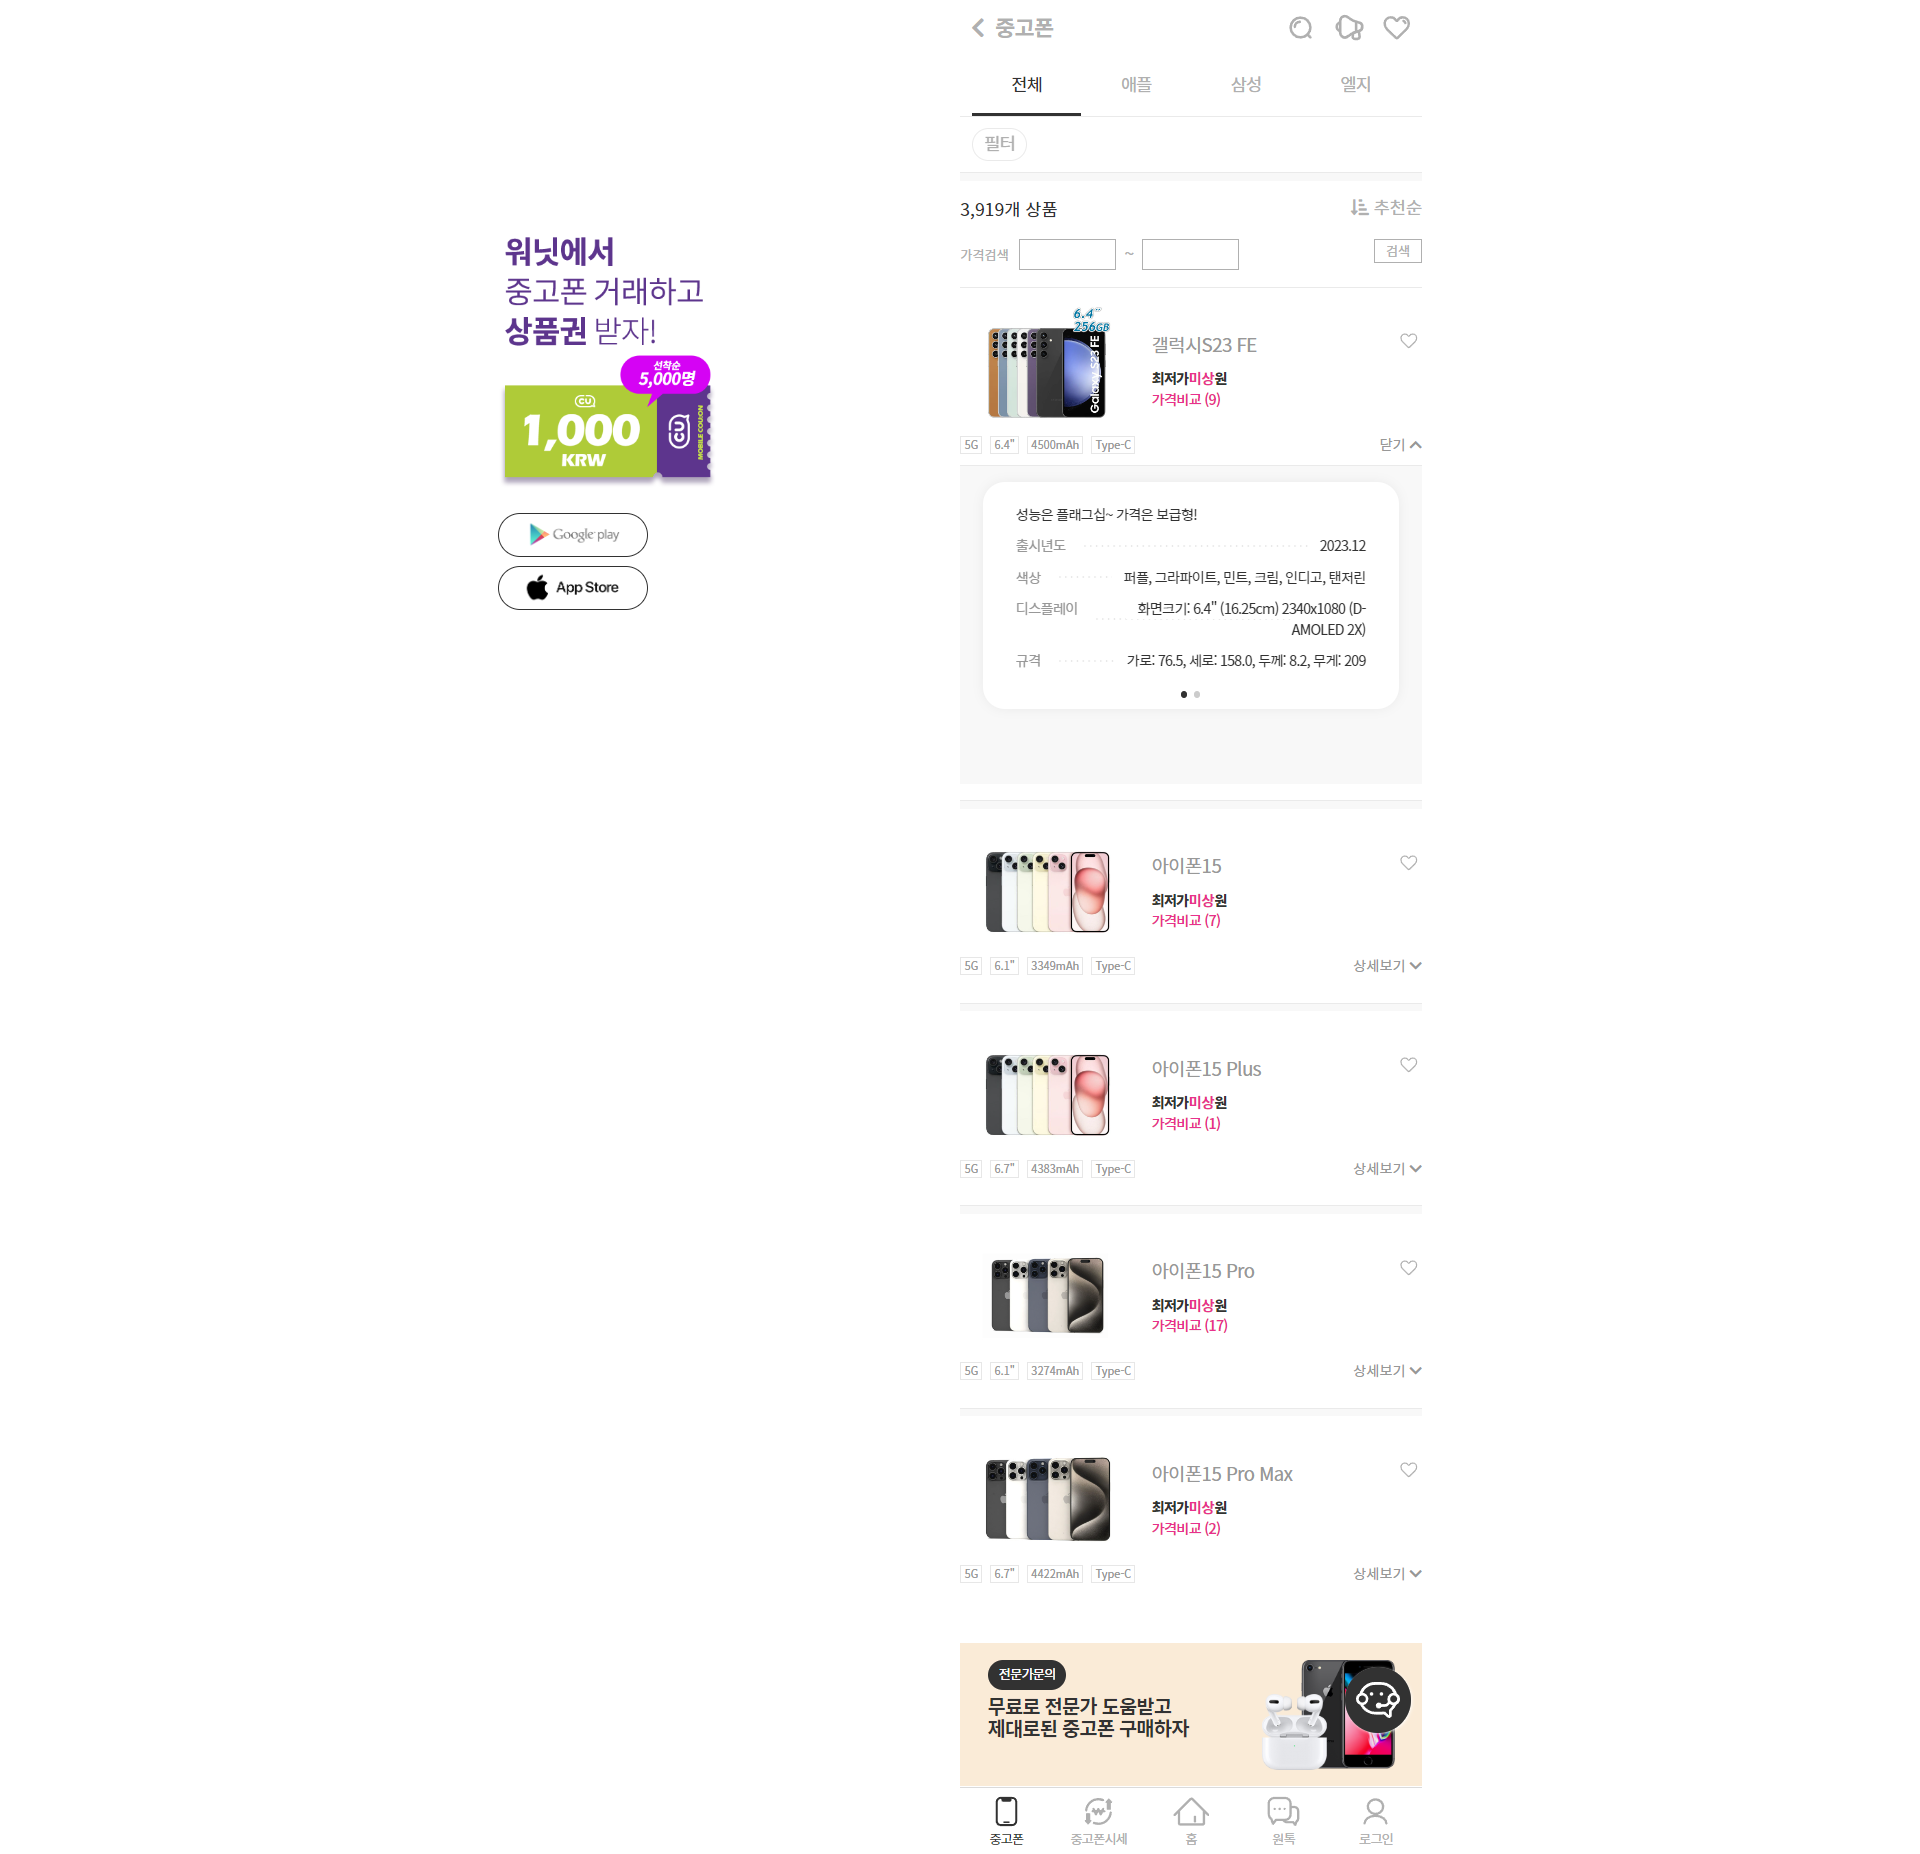 워닛에서
중고폰 거래하고
상품권 받자!
선착순
5,000명
CU
1,000
KRW
CU
MOBILE COUPON
Google play
App Store
중고폰
전체
애플
삼성
엘지
필터
3,919개 상품
추천순
가격검색
~
검색
6.4"
256GB
Galaxy S23 FE
갤럭시S23 FE
최저가미상원
가격비교 (9)
5G
6.4"
4500mAh
Type-C
닫기
성능은 플래그십~ 가격은 보급형!
출시년도
2023.12
색상
퍼플, 그라파이트, 민트, 크림, 인디고, 탠저린
디스플레이
화면크기: 6.4" (16.25cm) 2340x1080 (D-
AMOLED 2X)
규격
가로: 76.5, 세로: 158.0, 두께: 8.2, 무게: 209
아이폰15
최저가미상원
가격비교 (7)
5G
6.1"
3349mAh
Type-C
상세보기
아이폰15 Plus
최저가미상원
가격비교 (1)
5G
6.7"
4383mAh
Type-C
상세보기
아이폰15 Pro
최저가미상원
가격비교 (17)
5G
6.1"
3274mAh
Type-C
상세보기
아이폰15 Pro Max
최저가미상원
가격비교 (2)
5G
6.7"
4422mAh
Type-C
상세보기
전문가문의
무료로 전문가 도움받고
제대로된 중고폰 구매하자
중고폰
중고폰시세
홈
원톡
로그인